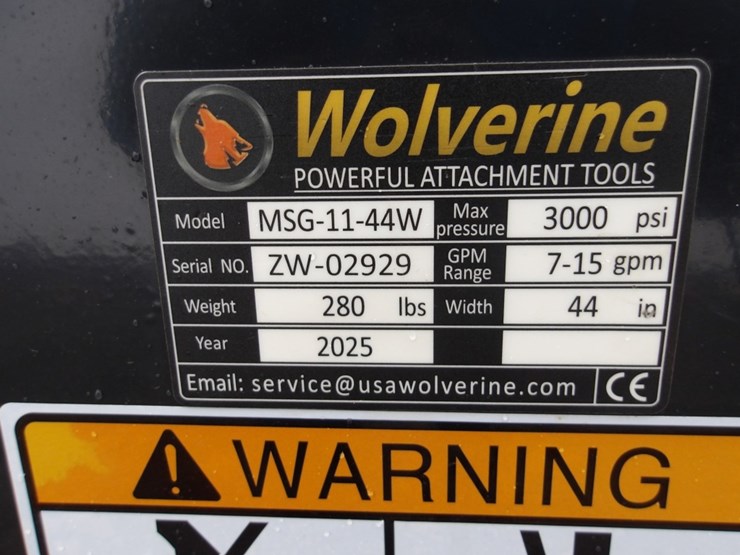 Wolverine
POWERFUL ATTACHMENT TOOLS
Model MSG-11-44W Max pressure 3000 psi
Serial NO. ZW-02929 GPM Range 7-15 gpm
Weight 280 lbs Width 44 in
Year 2025
Email: service@usawolverine.com CE
WARNING